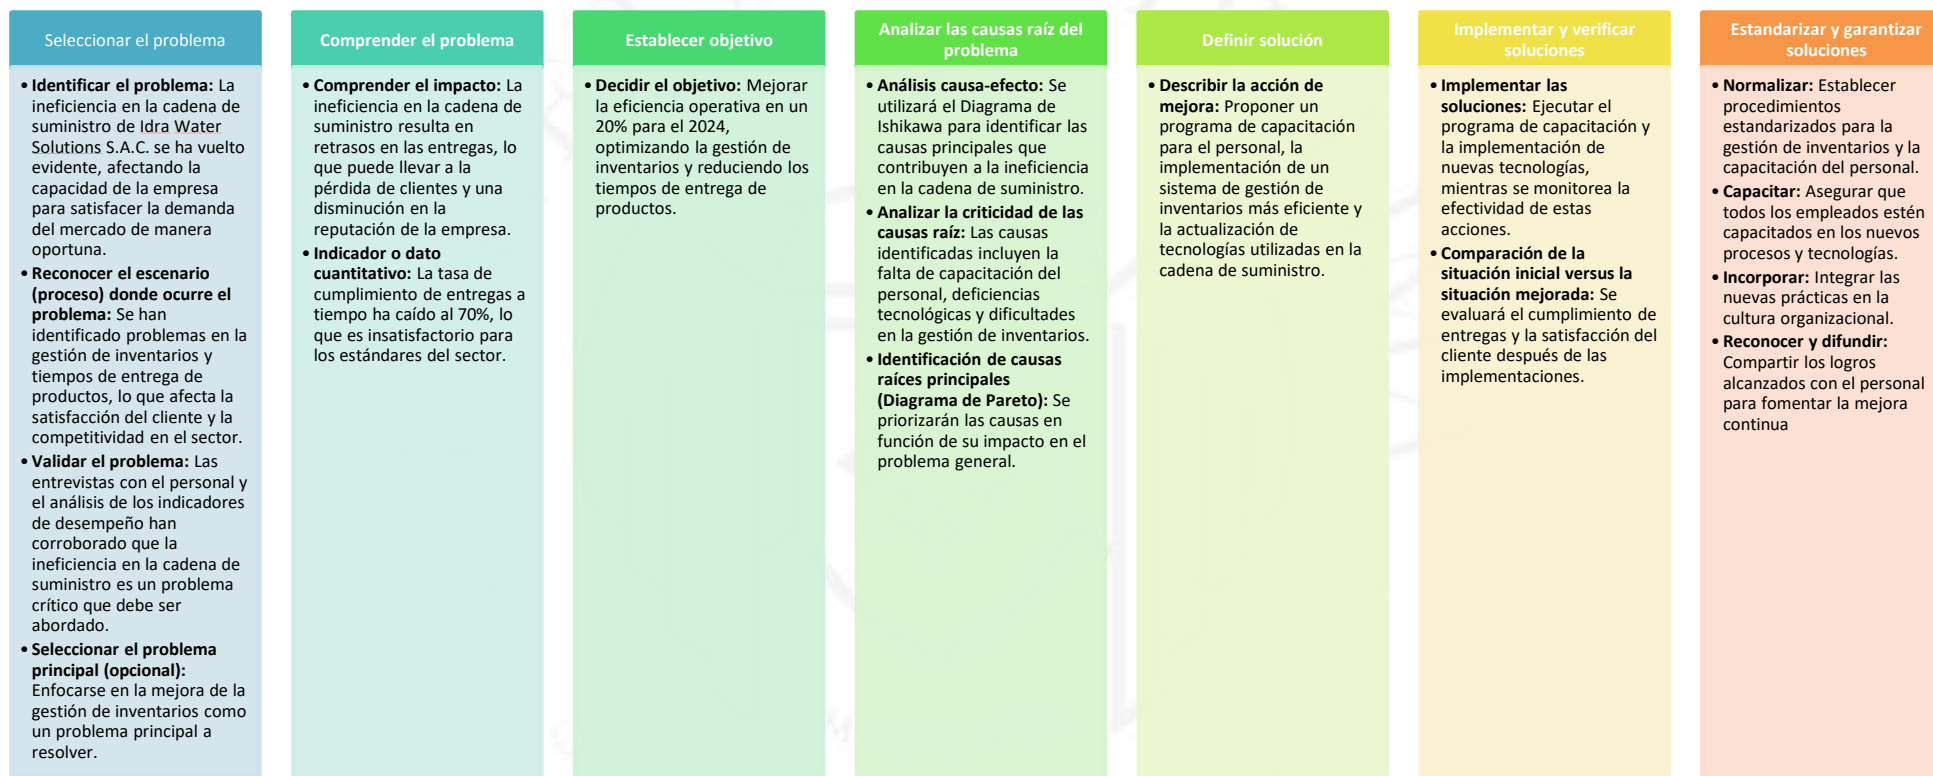 Seleccionar el problema
• Identificar el problema: La
ineficiencia en la cadena de
suministro de Idra Water
Solutions S.A.C. se ha vuelto
evidente, afectando la
capacidad de la empresa
para satisfacer la demanda
del mercado de manera
oportuna.
• Reconocer el escenario
(proceso) donde ocurre el
problema: Se han
identificado problemas en la
gestión de inventarios y
tiempos de entrega de
productos, lo que afecta la
satisfacción del cliente y la
competitividad en el sector.
• Validar el problema: Las
entrevistas con el personal y
el análisis de los indicadores
de desempeño han
corroborado que la
ineficiencia en la cadena de
suministro es un problema
crítico que debe ser
abordado.
• Seleccionar el problema
principal (opcional):
Enfocarse en la mejora de la
gestión de inventarios como
un problema principal a
resolver.
Comprender el problema
• Comprender el impacto: La
ineficiencia en la cadena de
suministro resulta en
retrasos en las entregas, lo
que puede llevar a la
pérdida de clientes y una
disminución en la
reputación de la empresa.
• Indicador o dato
cuantitativo: La tasa de
cumplimiento de entregas a
tiempo ha caído al 70%, lo
que es insatisfactorio para
los estándares del sector.
Establecer objetivo
• Decidir el objetivo: Mejorar
la eficiencia operativa en un
20% para el 2024,
optimizando la gestión de
inventarios y reduciendo los
tiempos de entrega de
productos.
Analizar las causas raíz del
problema
• Análisis causa-efecto: Se
utilizará el Diagrama de
Ishikawa para identificar las
causas principales que
contribuyen a la ineficiencia
en la cadena de suministro.
• Analizar la criticidad de las
causas raíz: Las causas
identificadas incluyen la
falta de capacitación del
personal, deficiencias
tecnológicas y dificultades
en la gestión de inventarios.
• Identificación de causas
raíces principales
(Diagrama de Pareto): Se
priorizarán las causas en
función de su impacto en el
problema general.
Definir solución
• Describir la acción de
mejora: Proponer un
programa de capacitación
para el personal, la
implementación de un
sistema de gestión de
inventarios más eficiente y
la actualización de
tecnologías utilizadas en la
cadena de suministro.
Implementar y verificar
soluciones
• Implementar las
soluciones: Ejecutar el
programa de capacitación y
la implementación de
nuevas tecnologías,
mientras se monitorea la
efectividad de estas
acciones.
• Comparación de la
situación inicial versus la
situación mejorada: Se
evaluará el cumplimiento de
entregas y la satisfacción del
cliente después de las
implementaciones.
Estandarizar y garantizar
soluciones
• Normalizar: Establecer
procedimientos
estandarizados para la
gestión de inventarios y la
capacitación del personal.
• Capacitar: Asegurar que
todos los empleados estén
capacitados en los nuevos
procesos y tecnologías.
• Incorporar: Integrar las
nuevas prácticas en la
cultura organizacional.
• Reconocer y difundir:
Compartir los logros
alcanzados con el personal
para fomentar la mejora
continua